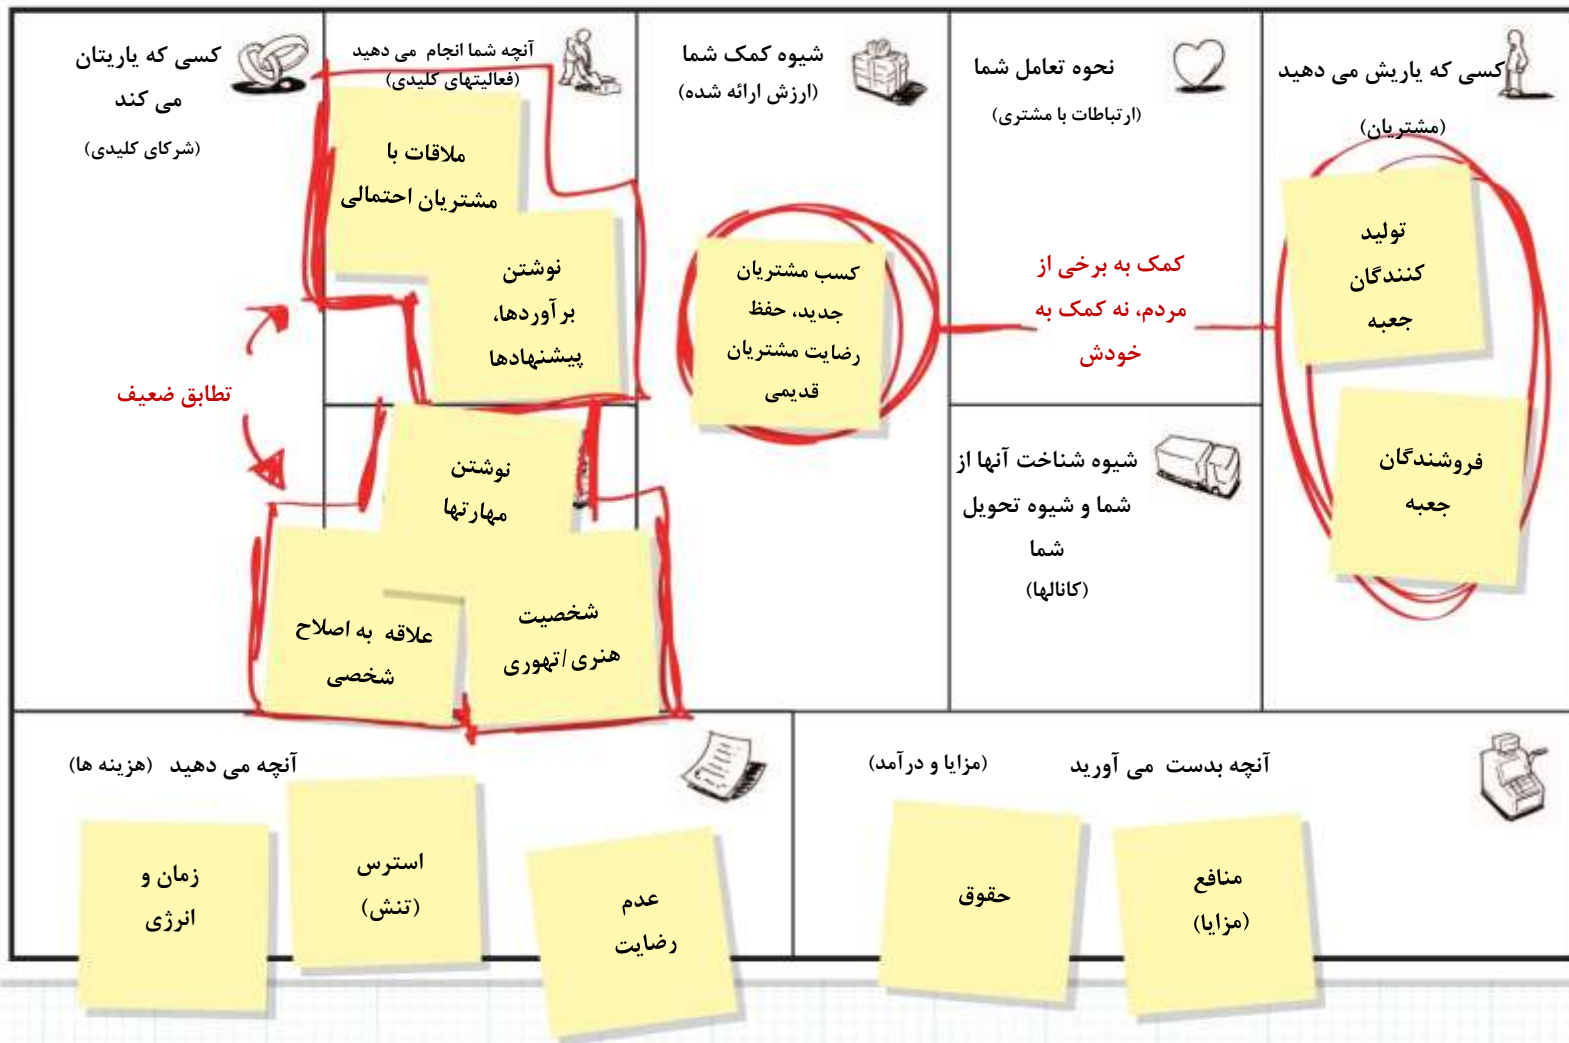 کسی که یاریش می دهید
(مشتریان)
تولید
کنندگان
جعبه
فروشندگان
جعبه
نحوه تعامل شما
(ارتباطات با مشتری)
کمک به برخی از
مردم، نه کمک به
خودش
شیوه شناخت آنها از
شما و شیوه تحویل
شما
(کانالها)
شیوه کمک شما
(ارزش ارائه شده)
کسب مشتریان
جدید، حفظ
رضایت مشتریان
قدیمی
آنچه شما انجام می دهید
(فعالیتهای کلیدی)
ملاقات با
مشتریان احتمالی
نوشتن
برآوردها،
پیشنهادها
نوشتن
مهارتها
شخصیت
هنری/تهوری
علاقه به اصلاح
شخصی
کسی که یاریتان
می کند
(شرکای کلیدی)
تطابق ضعیف
آنچه بدست می آورید (مزایا و درآمد)
منافع
(مزایا)
حقوق
آنچه می دهید (هزینه ها)
عدم
رضایت
استرس
(تنش)
زمان و
انرژی